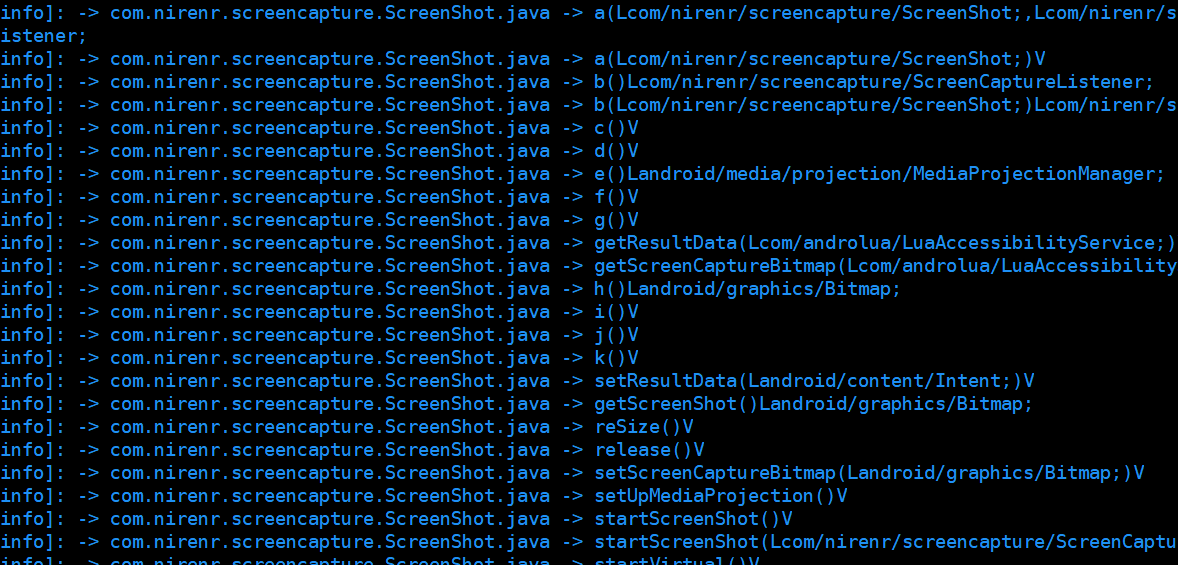 info]: -> com.nirenr.screencapture.ScreenShot.java -> a(Lcom/nirenr/screencapture/ScreenShot;,Lcom/nirenr/s
istener;
info]: -> com.nirenr.screencapture.ScreenShot.java -> a(Lcom/nirenr/screencapture/ScreenShot;)V
info]: -> com.nirenr.screencapture.ScreenShot.java -> b()Lcom/nirenr/screencapture/ScreenCaptureListener;
info]: -> com.nirenr.screencapture.ScreenShot.java -> b(Lcom/nirenr/screencapture/ScreenShot;)Lcom/nirenr/s
info]: -> com.nirenr.screencapture.ScreenShot.java -> c()V
info]: -> com.nirenr.screencapture.ScreenShot.java -> d()V
info]: -> com.nirenr.screencapture.ScreenShot.java -> e()Landroid/media/projection/MediaProjectionManager;
info]: -> com.nirenr.screencapture.ScreenShot.java -> f()V
info]: -> com.nirenr.screencapture.ScreenShot.java -> g()V
info]: -> com.nirenr.screencapture.ScreenShot.java -> getResultData(Lcom/androlua/LuaAccessibilityService;)
info]: -> com.nirenr.screencapture.ScreenShot.java -> getScreenCaptureBitmap(Lcom/androlua/LuaAccessibility
info]: -> com.nirenr.screencapture.ScreenShot.java -> h()Landroid/graphics/Bitmap;
info]: -> com.nirenr.screencapture.ScreenShot.java -> i()V
info]: -> com.nirenr.screencapture.ScreenShot.java -> j()V
info]: -> com.nirenr.screencapture.ScreenShot.java -> k()V
info]: -> com.nirenr.screencapture.ScreenShot.java -> setResultData(Landroid/content/Intent;)V
info]: -> com.nirenr.screencapture.ScreenShot.java -> getScreenShot()Landroid/graphics/Bitmap;
info]: -> com.nirenr.screencapture.ScreenShot.java -> reSize()V
info]: -> com.nirenr.screencapture.ScreenShot.java -> release()V
info]: -> com.nirenr.screencapture.ScreenShot.java -> setScreenCaptureBitmap(Landroid/graphics/Bitmap;)V
info]: -> com.nirenr.screencapture.ScreenShot.java -> setUpMediaProjection()V
info]: -> com.nirenr.screencapture.ScreenShot.java -> startScreenShot()V
info]: -> com.nirenr.screencapture.ScreenShot.java -> startScreenShot(Lcom/nirenr/screencapture/ScreenCaptu
info]: -> com.nirenr.screencapture.ScreenShot.java -> startVirtual()V